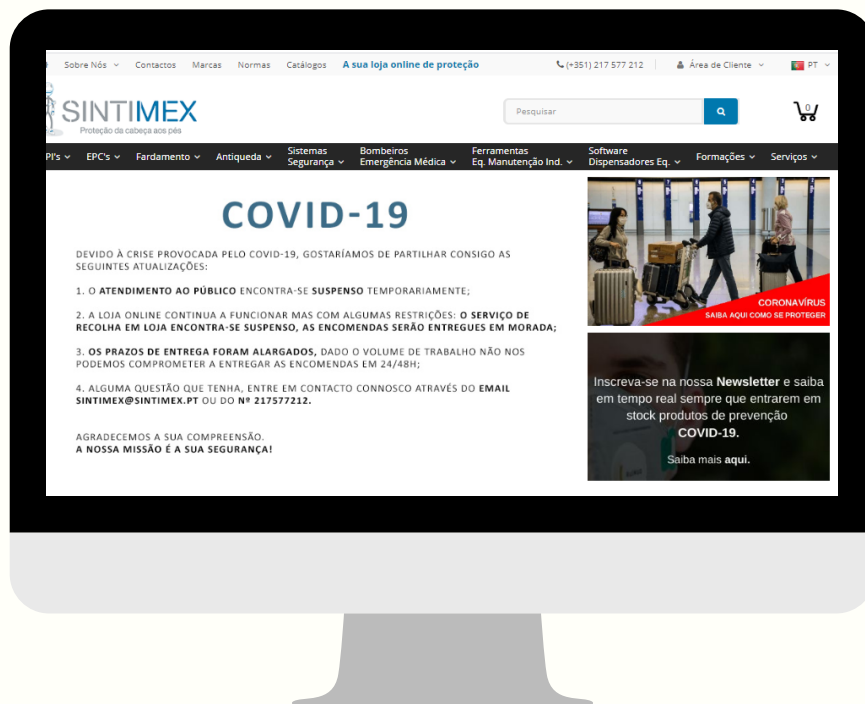 Sobre Nós Contactos Marcas Normas Catálogos A sua loja online de proteção (+351) 217 577 212 Área de Cliente PT
SINTIMEX
Proteção da cabeça aos pés
Pesquisar
0
PI's EPC's Fardamento Antiqueda Sistemas Segurança Bombeiros Emergência Médica Ferramentas Eq. Manutenção Ind. Software Dispensadores Eq. Formações Serviços
COVID-19
DEVIDO À CRISE PROVOCADA PELO COVID-19, GOSTARÍAMOS DE PARTILHAR CONSIGO AS
SEGUINTES ATUALIZAÇÕES:
1. O ATENDIMENTO AO PÚBLICO ENCONTRA-SE SUSPENSO TEMPORARIAMENTE;
2. A LOJA ONLINE CONTINUA A FUNCIONAR MAS COM ALGUMAS RESTRIÇÕES: O SERVIÇO DE
RECOLHA EM LOJA ENCONTRA-SE SUSPENSO, AS ENCOMENDAS SERÃO ENTREGUES EM MORADA;
3. OS PRAZOS DE ENTREGA FORAM ALARGADOS, DADO O VOLUME DE TRABALHO NÃO NOS
PODEMOS COMPROMETER A ENTREGAR AS ENCOMENDAS EM 24/48H;
4. ALGUMA QUESTÃO QUE TENHA, ENTRE EM CONTACTO CONNOSCO ATRAVÉS DO EMAIL
SINTIMEX@SINTIMEX.PT OU DO Nº 217577212.
AGRADECEMOS A SUA COMPREENSÃO.
A NOSSA MISSÃO É A SUA SEGURANÇA!
CORONAVÍRUS
SAIBA AQUI COMO SE PROTEGER
Inscreva-se na nossa Newsletter e saiba
em tempo real sempre que entrarem em
stock produtos de prevenção
COVID-19.
Saiba mais aqui.